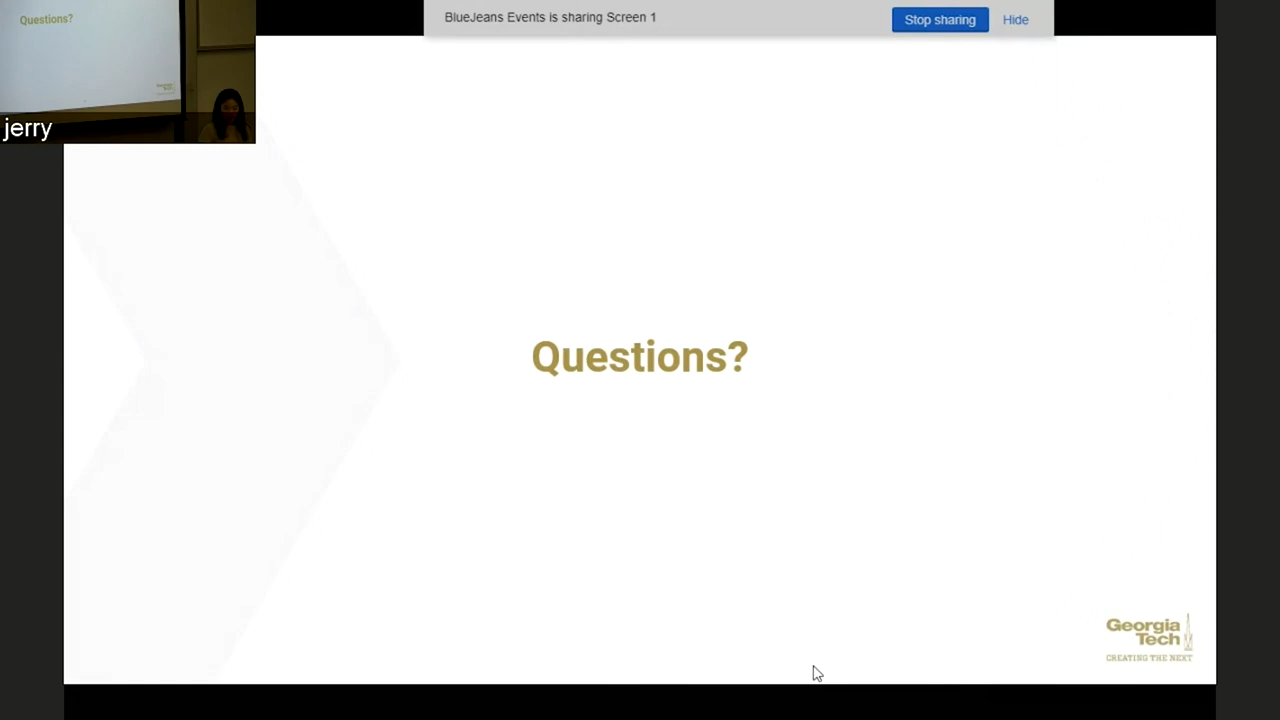 Questions?
jerry
BlueJeans Events is sharing Screen 1
Stop sharing
Hide
Questions?
Georgia
Tech
CREATING THE NEXT